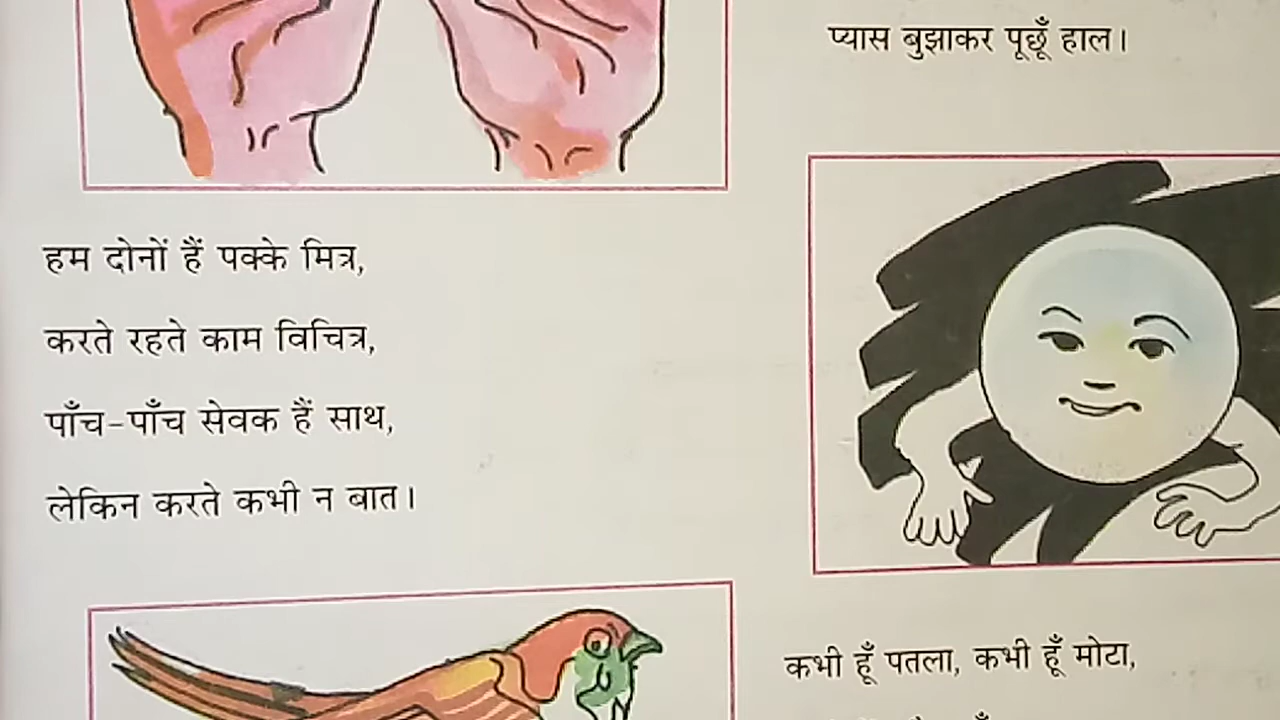 प्यास बुझाकर पूछूँ हाल।
हम दोनों हैं पक्के मित्र,
करते रहते काम विचित्र,
पाँच-पाँच सेवक हैं साथ,
लेकिन करते कभी न बात।
कभी हूँ पतला, कभी हूँ मोटा,